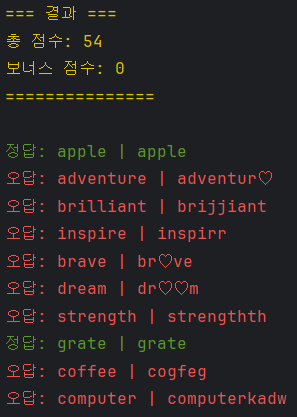 === 결과 ===
총 점수: 54
보너스 점수: 0
===============
정답: apple | apple
오답: adventure | adventur♡
오답: brilliant | brijjiant
오답: inspire | inspirr
오답: brave | br♡ve
오답: dream | dr♡♡m
오답: strength | strengthth
정답: grate | grate
오답: coffee | cogfeg
오답: computer | computerkadw